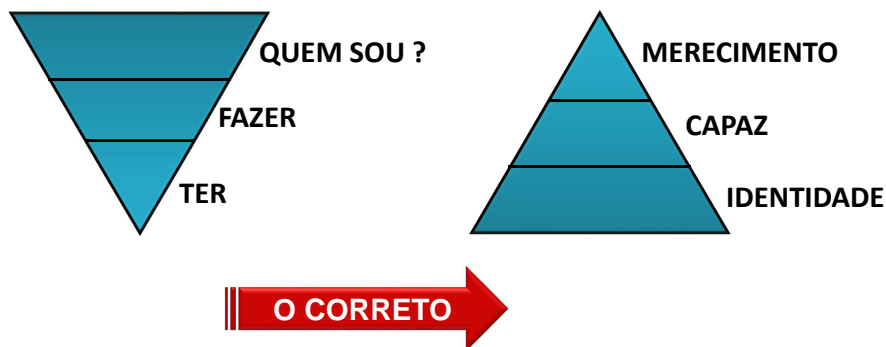 QUEM SOU ?
FAZER
TER
MERECIMENTO
CAPAZ
IDENTIDADE
O CORRETO